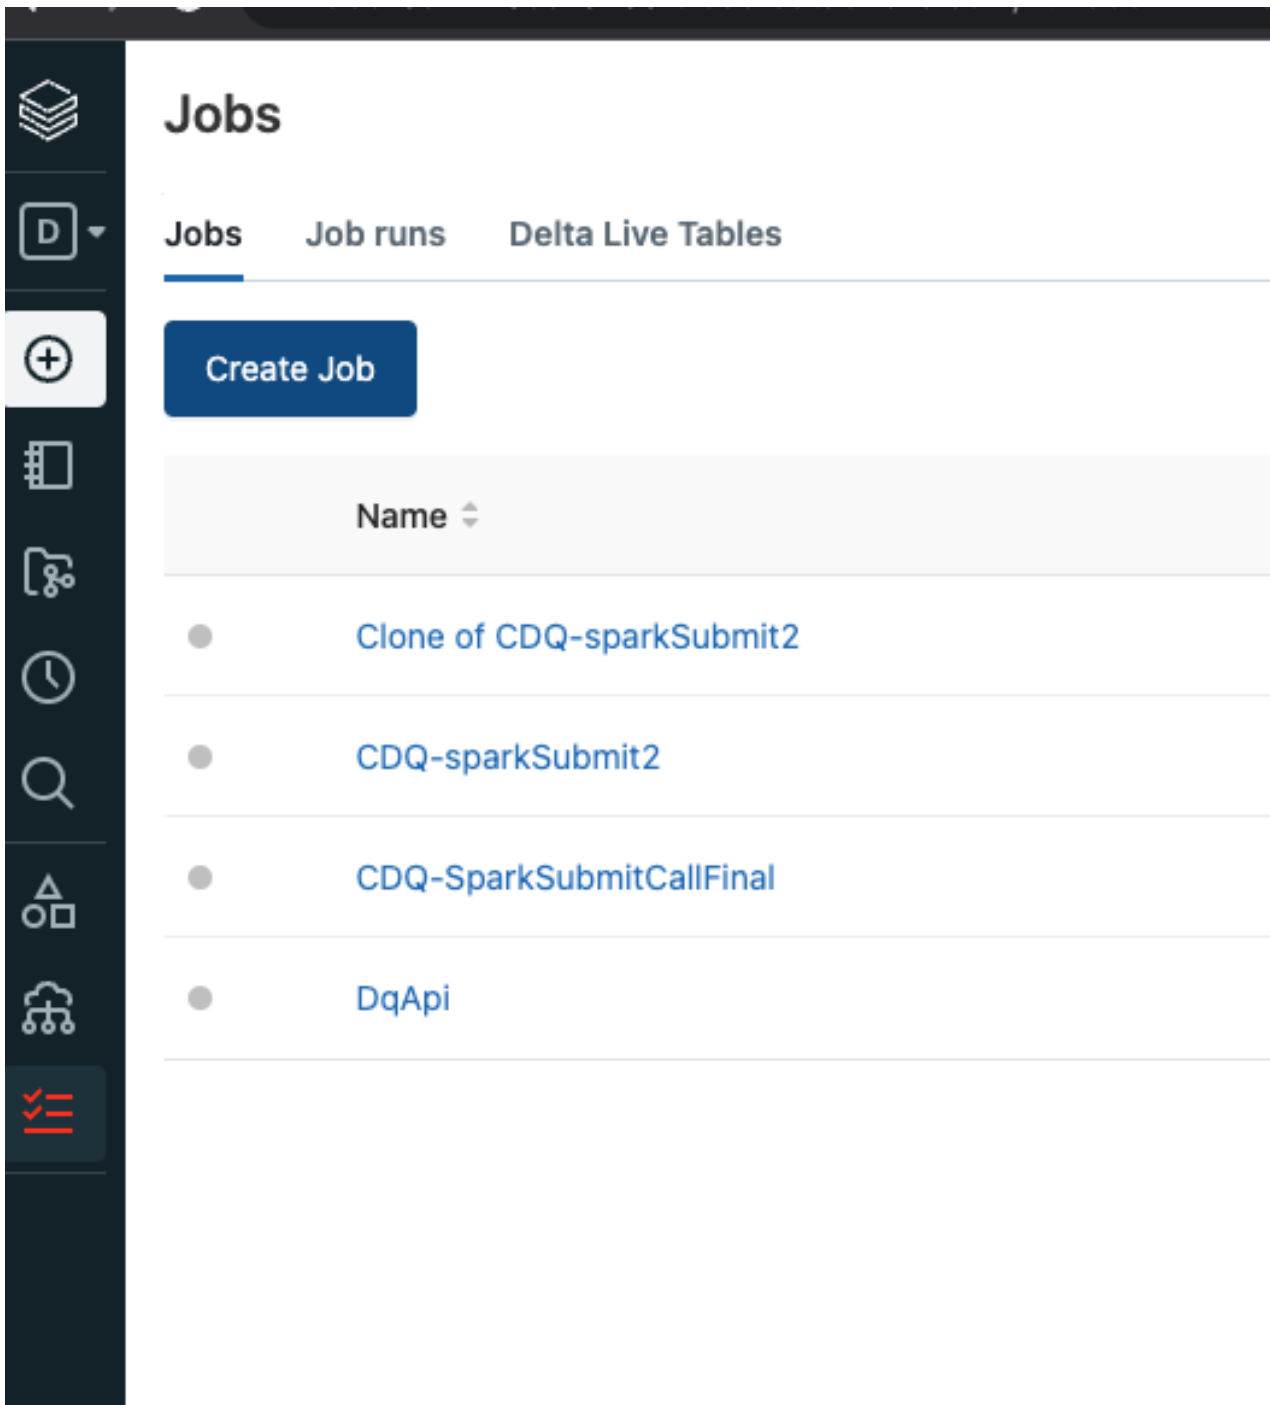 Jobs
D
Jobs Job runs Delta Live Tables
Create Job
Name
Clone of CDQ-sparkSubmit2
CDQ-sparkSubmit2
CDQ-SparkSubmitCallFinal
DqApi